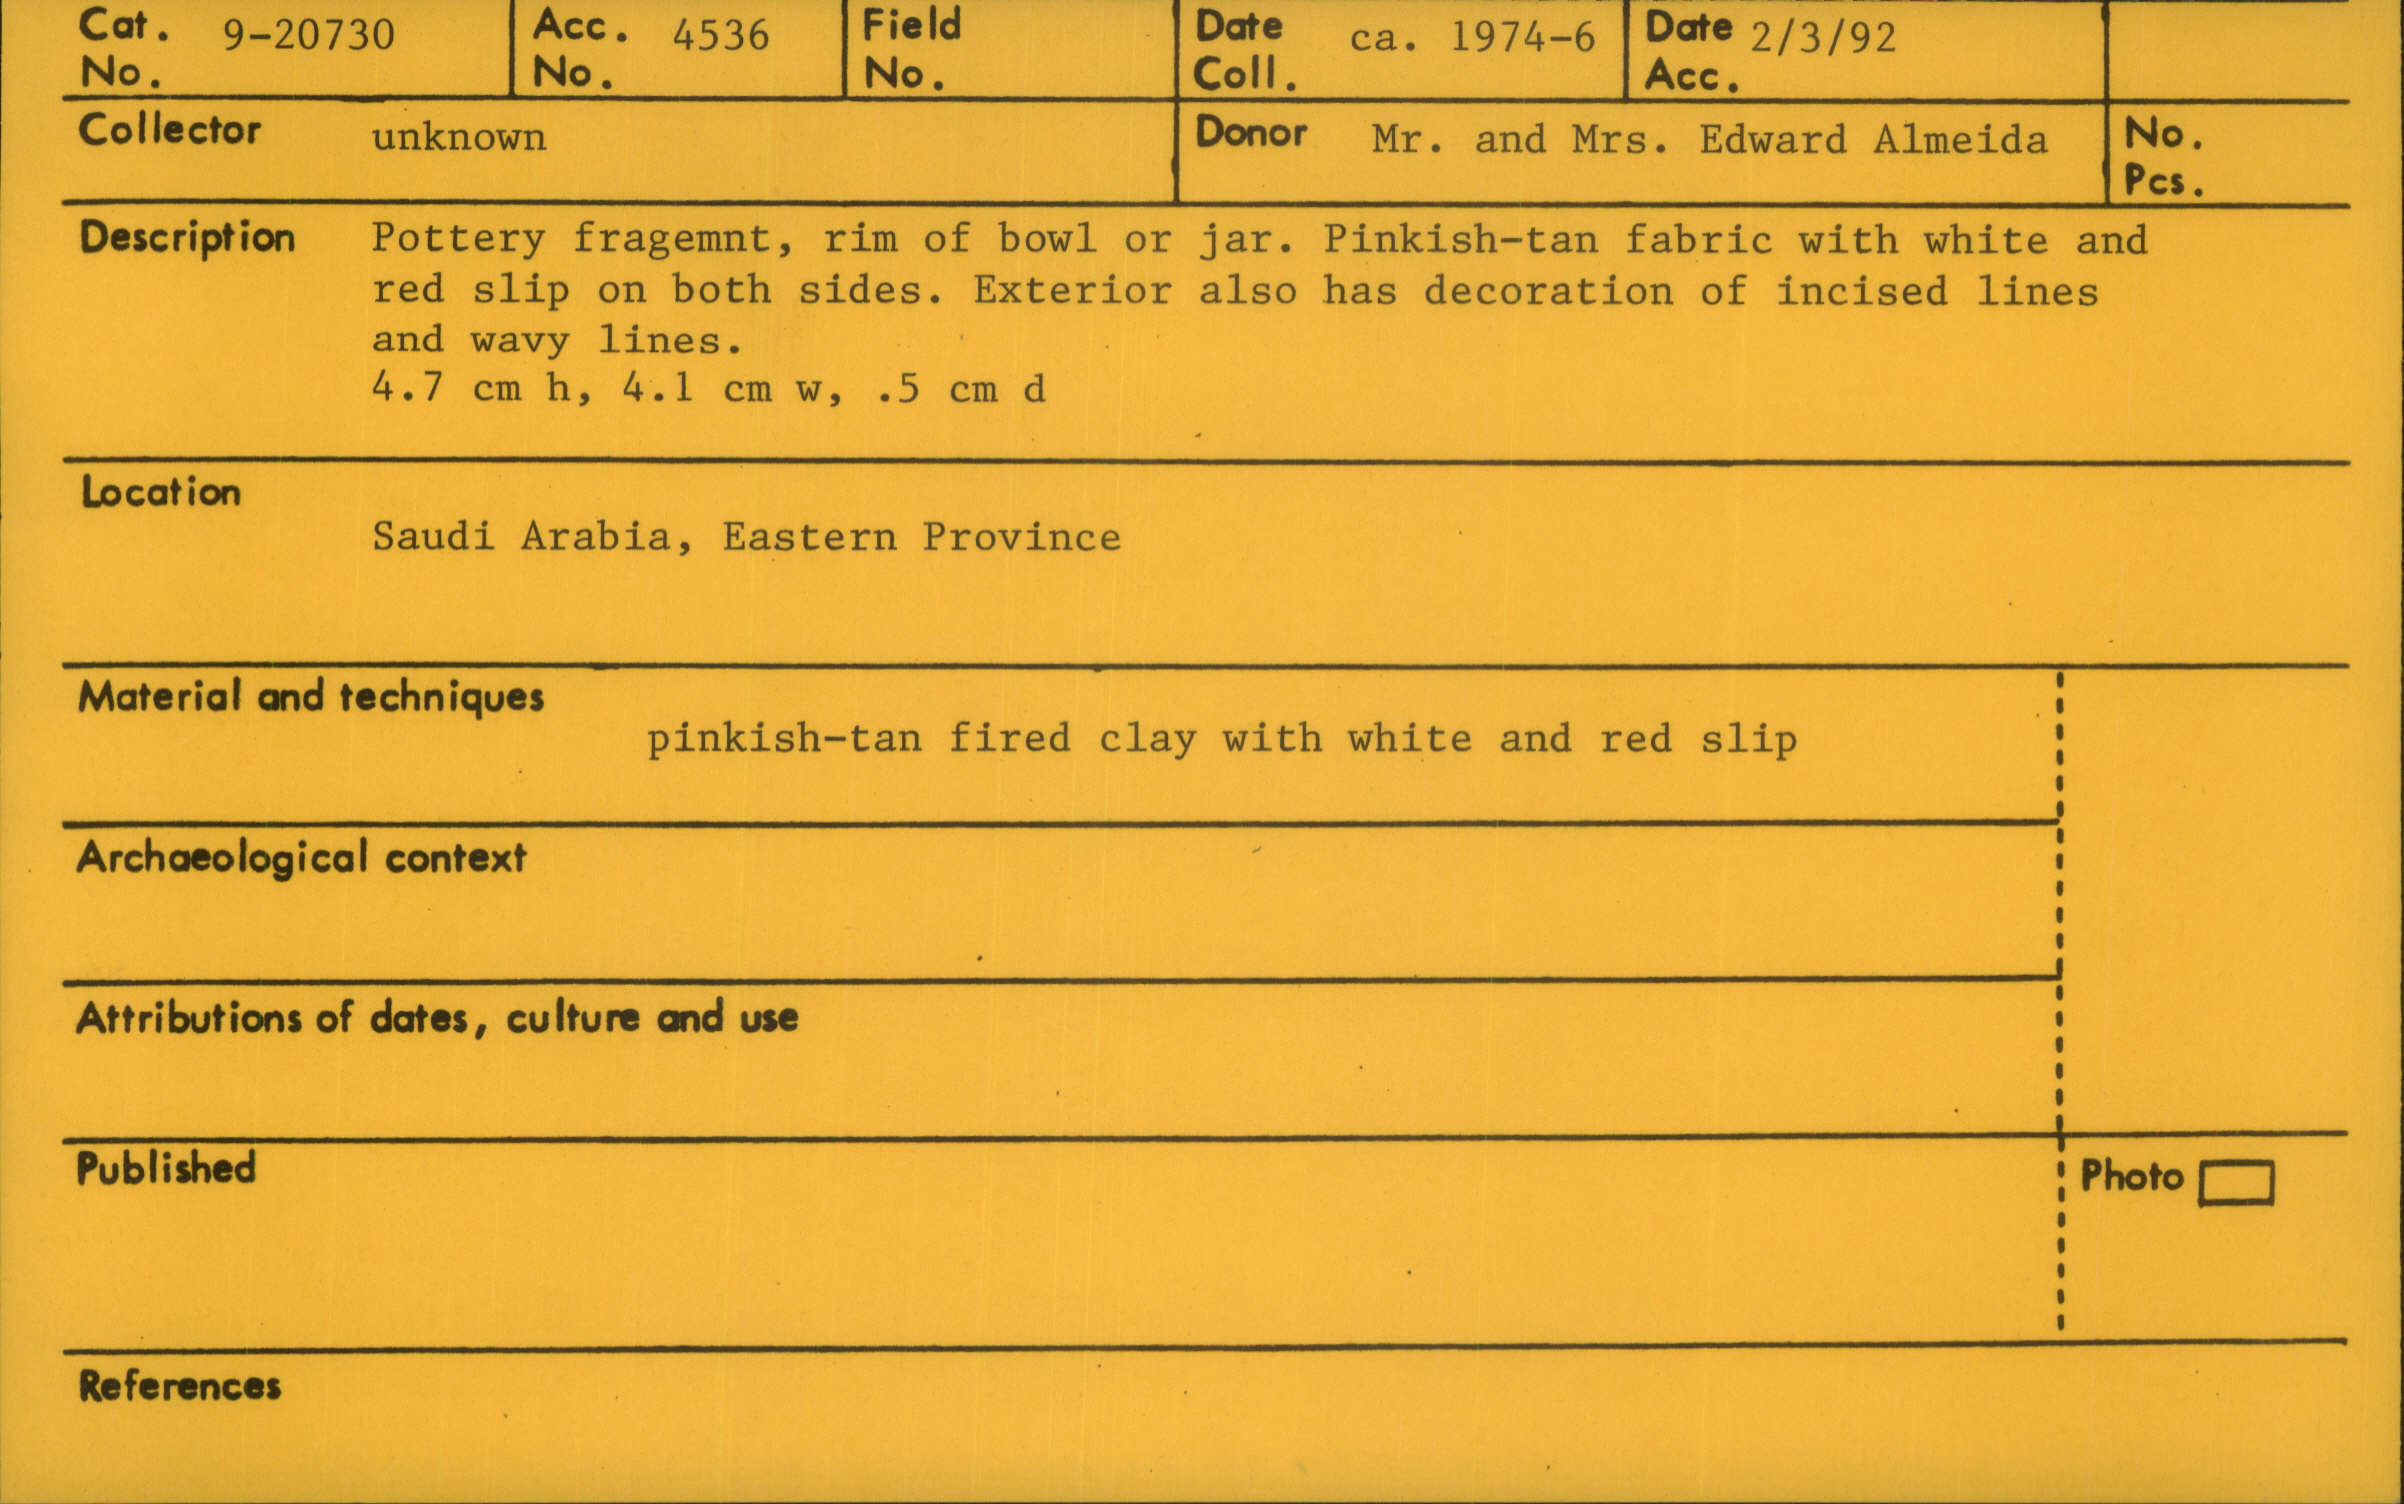 Cat. No. 9-20730 Acc. No. 4536 Field No. Date Coll. ca. 1974-6 Date Acc. 2/3/92
Collector unknown Donor Mr. and Mrs. Edward Almeida No. Pcs.
Description Pottery fragemnt, rim of bowl or jar. Pinkish-tan fabric with white and
red slip on both sides. Exterior also has decoration of incised lines
and wavy lines.
4.7 cm h, 4.1 cm w, .5 cm d
Location
Saudi Arabia, Eastern Province
Material and techniques
pinkish-tan fired clay with white and red slip
Archaeological context
Attributions of dates, culture and use
Published
Photo
References